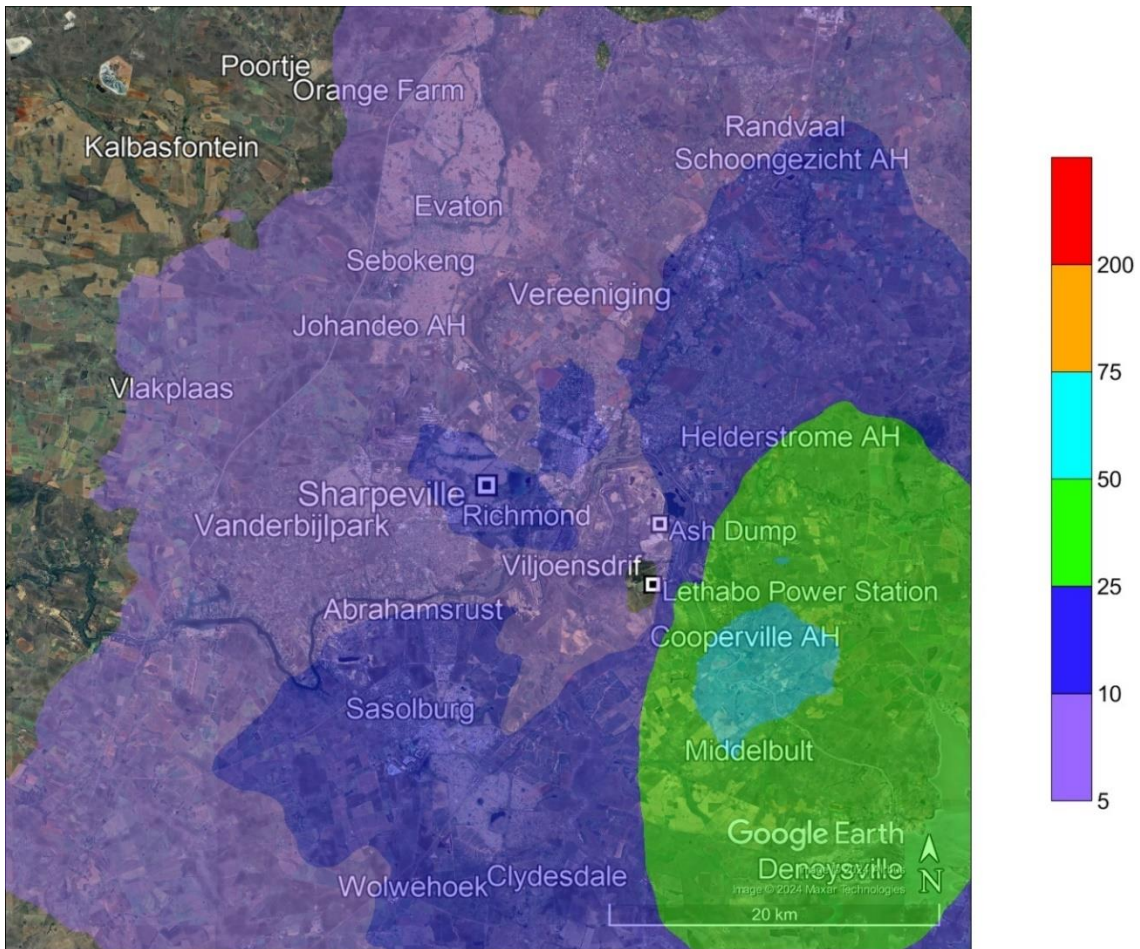 Poortje
Orange Farm
Kalbasfontein
Randvaal
Schoongezicht AH
Evaton
Sebokeng
Vereeniging
Johandeo AH
Vlakplaas
Helderstrome AH
Sharpeville
Richmond
Vanderbijlpark
Ash Dump
Viljoensdrif
Lethabo Power Station
Abrahamsrust
Cooperville AH
Sasolburg
Middelbult
Google Earth
Deneysville
Image © 2024 Maxar Technologies
N
Wolwehoek
Clydesdale
20 km
200
75
50
25
10
5